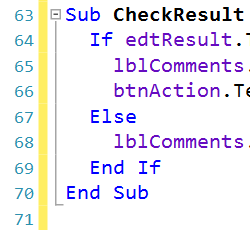 63 Sub CheckResult
64 If edtResult.
65 lblComments.
66 btnAction.Te
67 Else
68 lblComments.
69 End If
70 End Sub
71